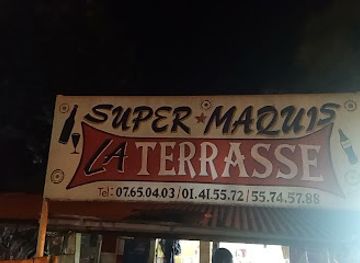 SUPER ★ MAQUIS
LA TERRASSE
Tel: 07.65.04.03 / 01.41.55.72 / 55.74.57.88